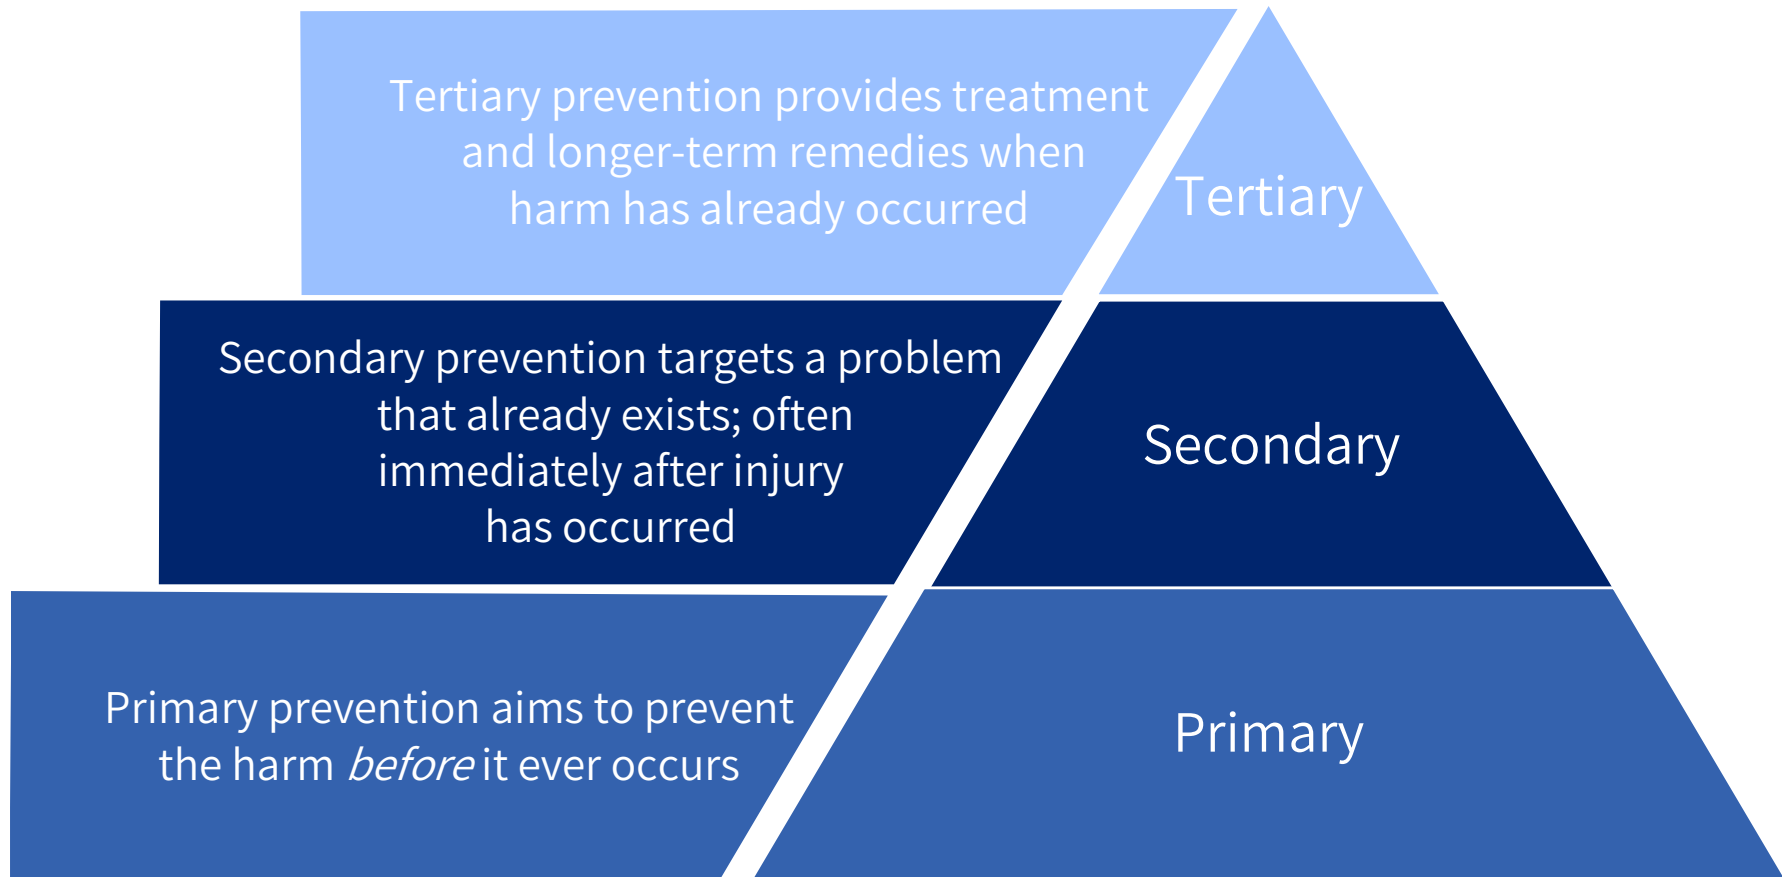 Tertiary prevention provides treatment
and longer-term remedies when
harm has already occurred
Tertiary
Secondary prevention targets a problem
that already exists; often
immediately after injury
has occurred
Secondary
Primary prevention aims to prevent
the harm before it ever occurs
Primary